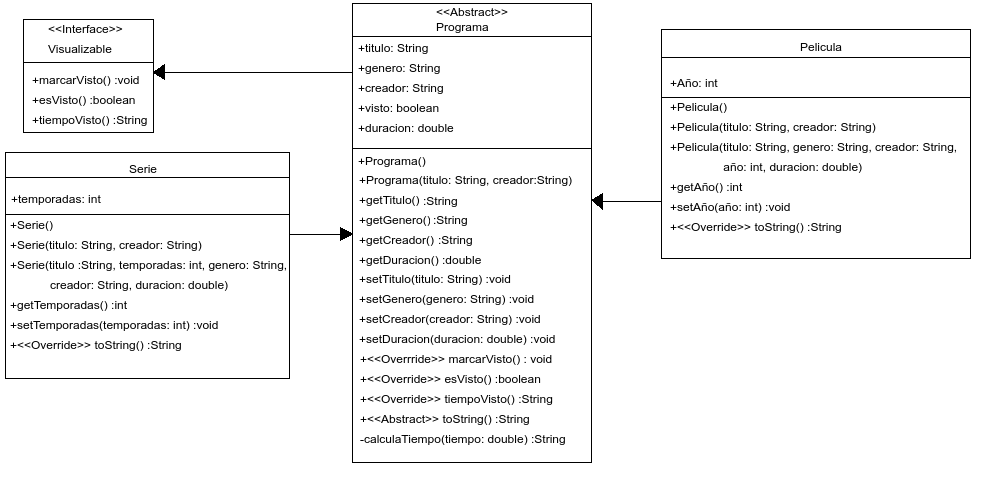 <<Interface>>
Visualizable
+marcarVisto() :void
+esVisto() :boolean
+tiempoVisto() :String
Serie
+temporadas: int
+Serie()
+Serie(titulo: String, creador: String)
+Serie(titulo :String, temporadas: int, genero: String,
creador: String, duracion: double)
+getTemporadas() :int
+setTemporadas(temporadas: int) :void
+<<Override>> toString() :String
<<Abstract>>
Programa
+titulo: String
+genero: String
+creador: String
+visto: boolean
+duracion: double
+Programa()
+Programa(titulo: String, creador:String)
+getTitulo() :String
+getGenero() :String
+getCreador() :String
+getDuracion() :double
+setTitulo(titulo: String) :void
+setGenero(genero: String) :void
+setCreador(creador: String) :void
+setDuracion(duracion: double) :void
+<<Overrride>> marcarVisto() : void
+<<Override>> esVisto() :boolean
+<<Override>> tiempoVisto() :String
+<<Abstract>> toString() :String
-calculaTiempo(tiempo: double) :String
Pelicula
+Año: int
+Pelicula()
+Pelicula(titulo: String, creador: String)
+Pelicula(titulo: String, genero: String, creador: String,
año: int, duracion: double)
+getAño() :int
+setAño(año: int) :void
+<<Override>> toString() :String